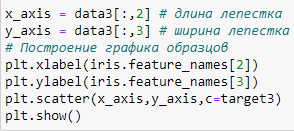 x_axis = data3[:,2] # длина лепестка
y_axis = data3[:,3] # ширина лепестка
# Построение графика образцов
plt.xlabel(iris.feature_names[2])
plt.ylabel(iris.feature_names[3])
plt.scatter(x_axis,y_axis,c=target3)
plt.show()